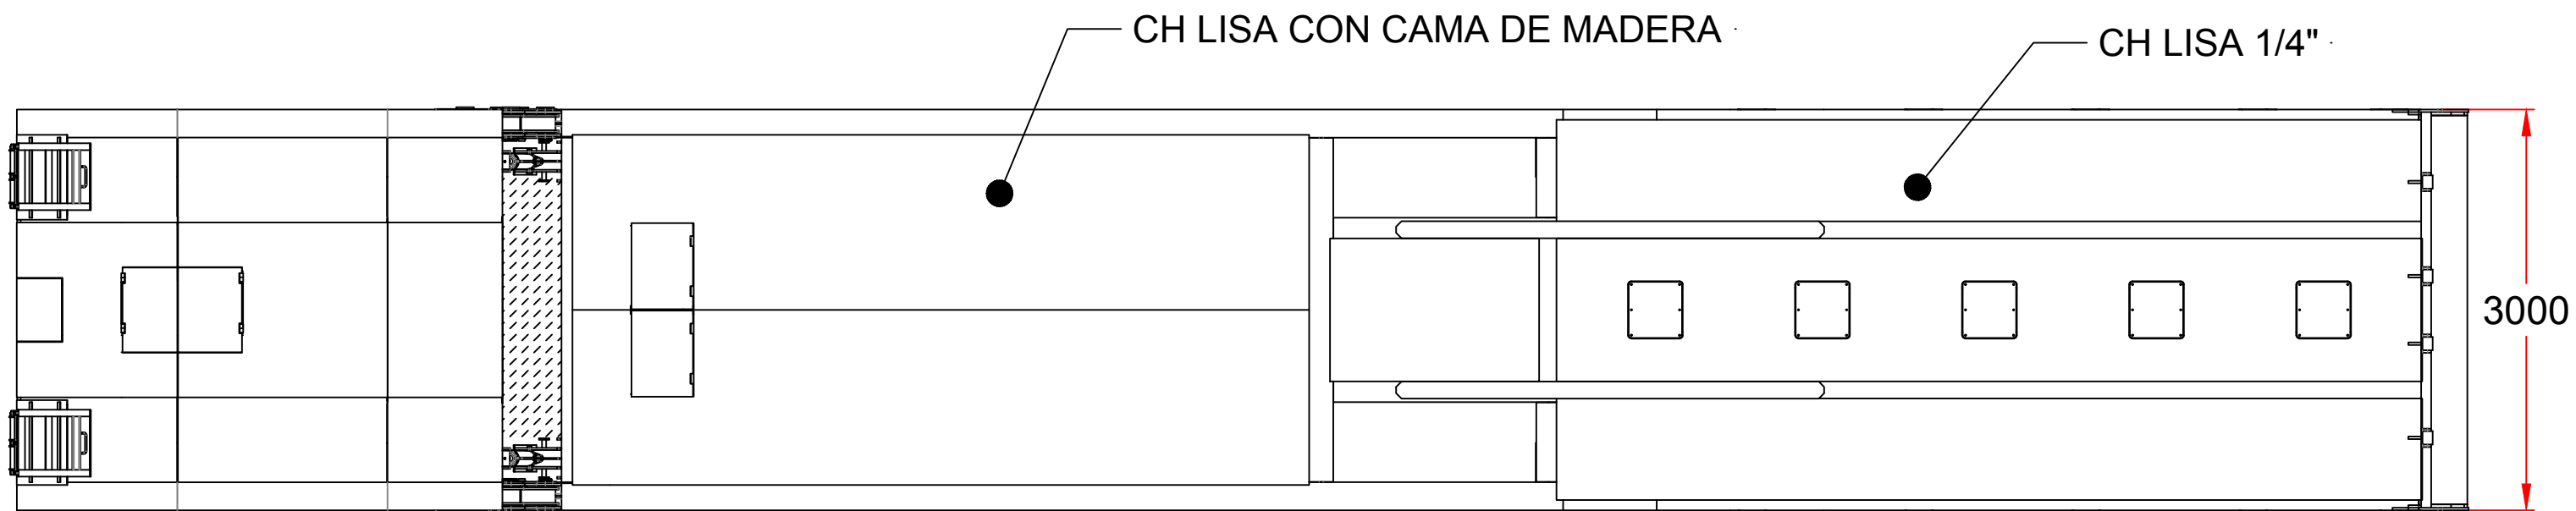 CH LISA CON CAMA DE MADERA
CH LISA 1/4"
3000